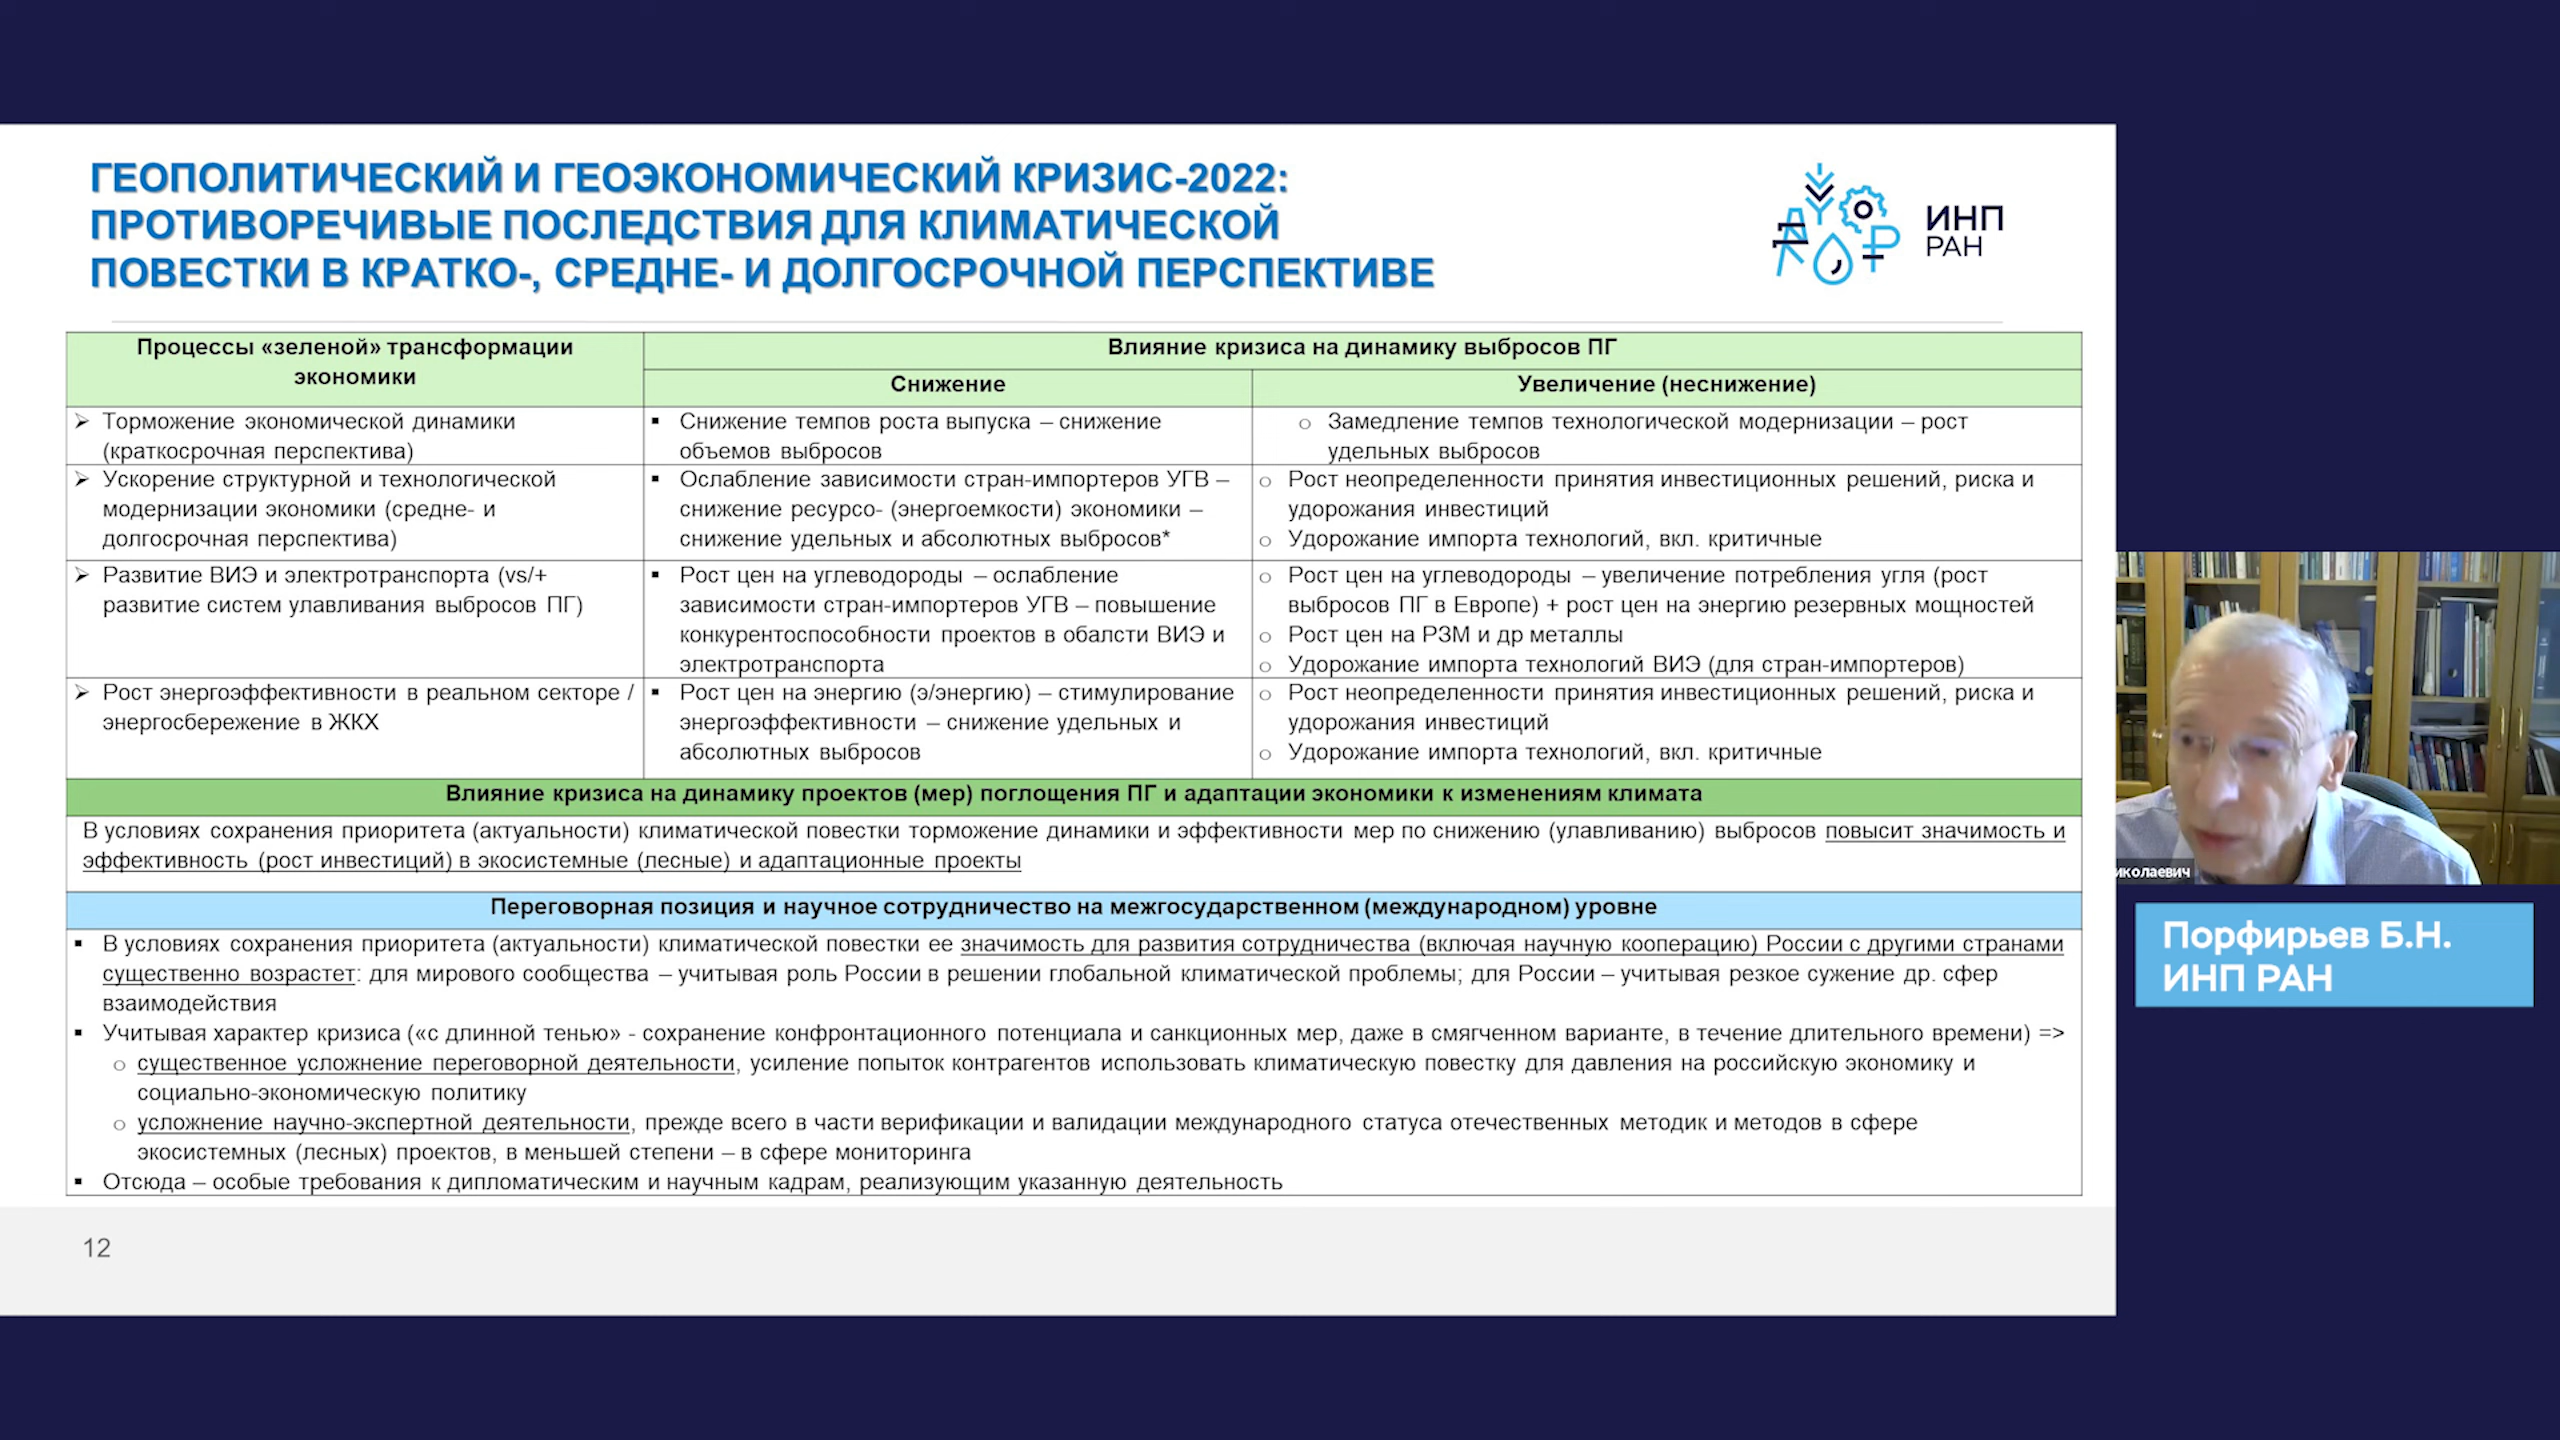 ГЕОПОЛИТИЧЕСКИЙ И ГЕОЭКОНОМИЧЕСКИЙ КРИЗИС-2022:
ПРОТИВОРЕЧИВЫЕ ПОСЛЕДСТВИЯ ДЛЯ КЛИМАТИЧЕСКОЙ
ПОВЕСТКИ В КРАТКО-, СРЕДНЕ- И ДОЛГОСРОЧНОЙ ПЕРСПЕКТИВЕ
ИНП
РАН
Процессы «зеленой» трансформации
экономики
Влияние кризиса на динамику выбросов ПГ
Снижение
Увеличение (неснижение)
Торможение экономической динамики
(краткосрочная перспектива)
Снижение темпов роста выпуска – снижение
объемов выбросов
Замедление темпов технологической модернизации – рост
удельных выбросов
Ускорение структурной и технологической
модернизации экономики (средне- и
долгосрочная перспектива)
Ослабление зависимости стран-импортеров УГВ –
снижение ресурсо- (энергоемкости) экономики –
снижение удельных и абсолютных выбросов*
Рост неопределенности принятия инвестиционных решений, риска и
удорожания инвестиций
Удорожание импорта технологий, вкл. критичные
Развитие ВИЭ и электротранспорта (vs/+
развитие систем улавливания выбросов ПГ)
Рост цен на углеводороды – ослабление
зависимости стран-импортеров УГВ – повышение
конкурентоспособности проектов в обалсти ВИЭ и
электротранспорта
Рост цен на углеводороды – увеличение потребления угля (рост
выбросов ПГ в Европе) + рост цен на энергию резервных мощностей
Рост цен на РЗМ и др металлы
Удорожание импорта технологий ВИЭ (для стран-импортеров)
Рост энергоэффективности в реальном секторе /
энергосбережение в ЖКХ
Рост цен на энергию (э/энергию) – стимулирование
энергоэффективности – снижение удельных и
абсолютных выбросов
Рост неопределенности принятия инвестиционных решений, риска и
удорожания инвестиций
Удорожание импорта технологий, вкл. критичные
Влияние кризиса на динамику проектов (мер) поглощения ПГ и адаптации экономики к изменениям климата
В условиях сохранения приоритета (актуальности) климатической повестки торможение динамики и эффективности мер по снижению (улавливанию) выбросов повысит значимость и
эффективность (рост инвестиций) в экосистемные (лесные) и адаптационные проекты
Переговорная позиция и научное сотрудничество на межгосударственном (международном) уровне
В условиях сохранения приоритета (актуальности) климатической повестки ее значимость для развития сотрудничества (включая научную кооперацию) России с другими странами
существенно возрастет: для мирового сообщества – учитывая роль России в решении глобальной климатической проблемы; для России – учитывая резкое сужение др. сфер
взаимодействия
Учитывая характер кризиса («с длинной тенью» - сохранение конфронтационного потенциала и санкционных мер, даже в смягченном варианте, в течение длительного времени) =>
существенное усложнение переговорной деятельности, усиление попыток контрагентов использовать климатическую повестку для давления на российскую экономику и
социально-экономическую политику
усложнение научно-экспертной деятельности, прежде всего в части верификации и валидации международного статуса отечественных методик и методов в сфере
экосистемных (лесных) проектов, в меньшей степени – в сфере мониторинга
Отсюда – особые требования к дипломатическим и научным кадрам, реализующим указанную деятельность
12
иколаевич
Порфирьев Б.Н.
ИНП РАН